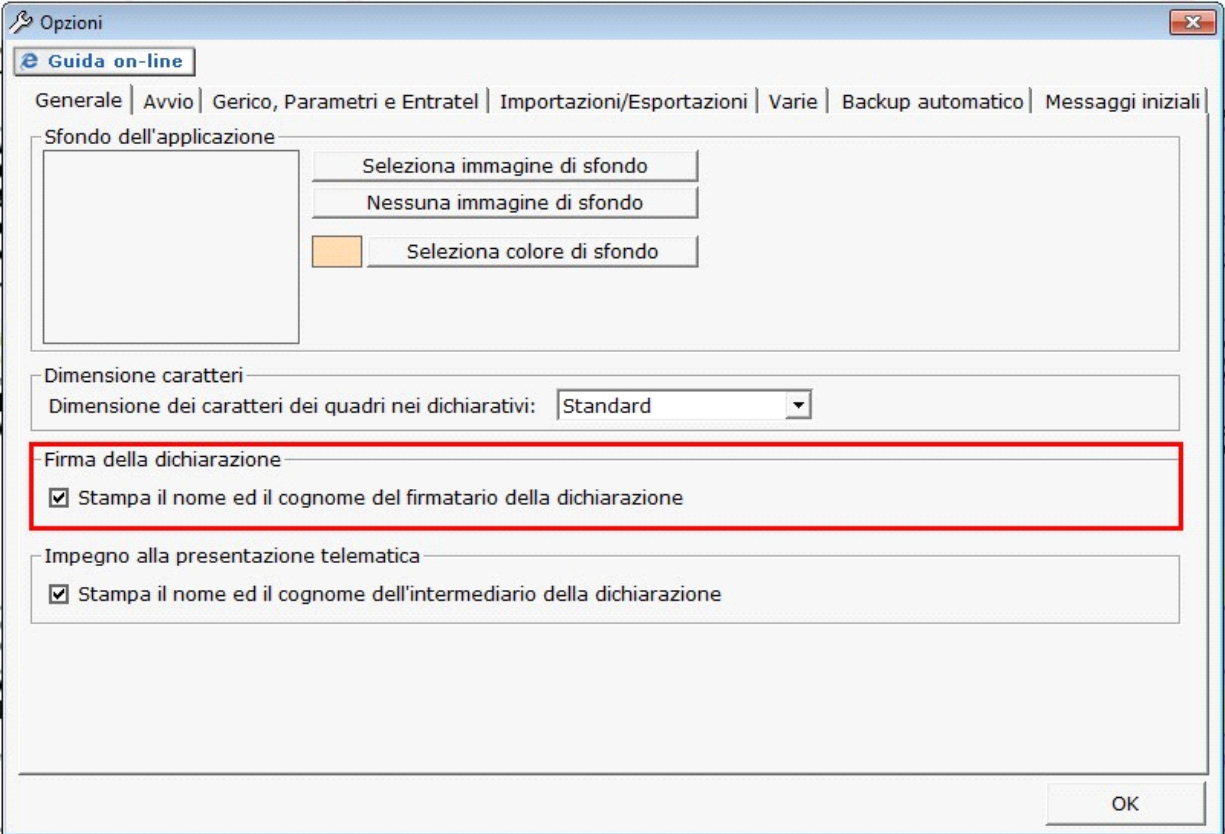 Opzioni
Guida on-line
Generale Avvio Gerico, Parametri e Entratel Importazioni/Esportazioni Varie Backup automatico Messaggi iniziali
Sfondo dell'applicazione
Seleziona immagine di sfondo
Nessuna immagine di sfondo
Seleziona colore di sfondo
Dimensione caratteri
Dimensione dei caratteri dei quadri nei dichiarativi: Standard
Firma della dichiarazione
Stampa il nome ed il cognome del firmatario della dichiarazione
Impegno alla presentazione telematica
Stampa il nome ed il cognome dell'intermediario della dichiarazione
OK